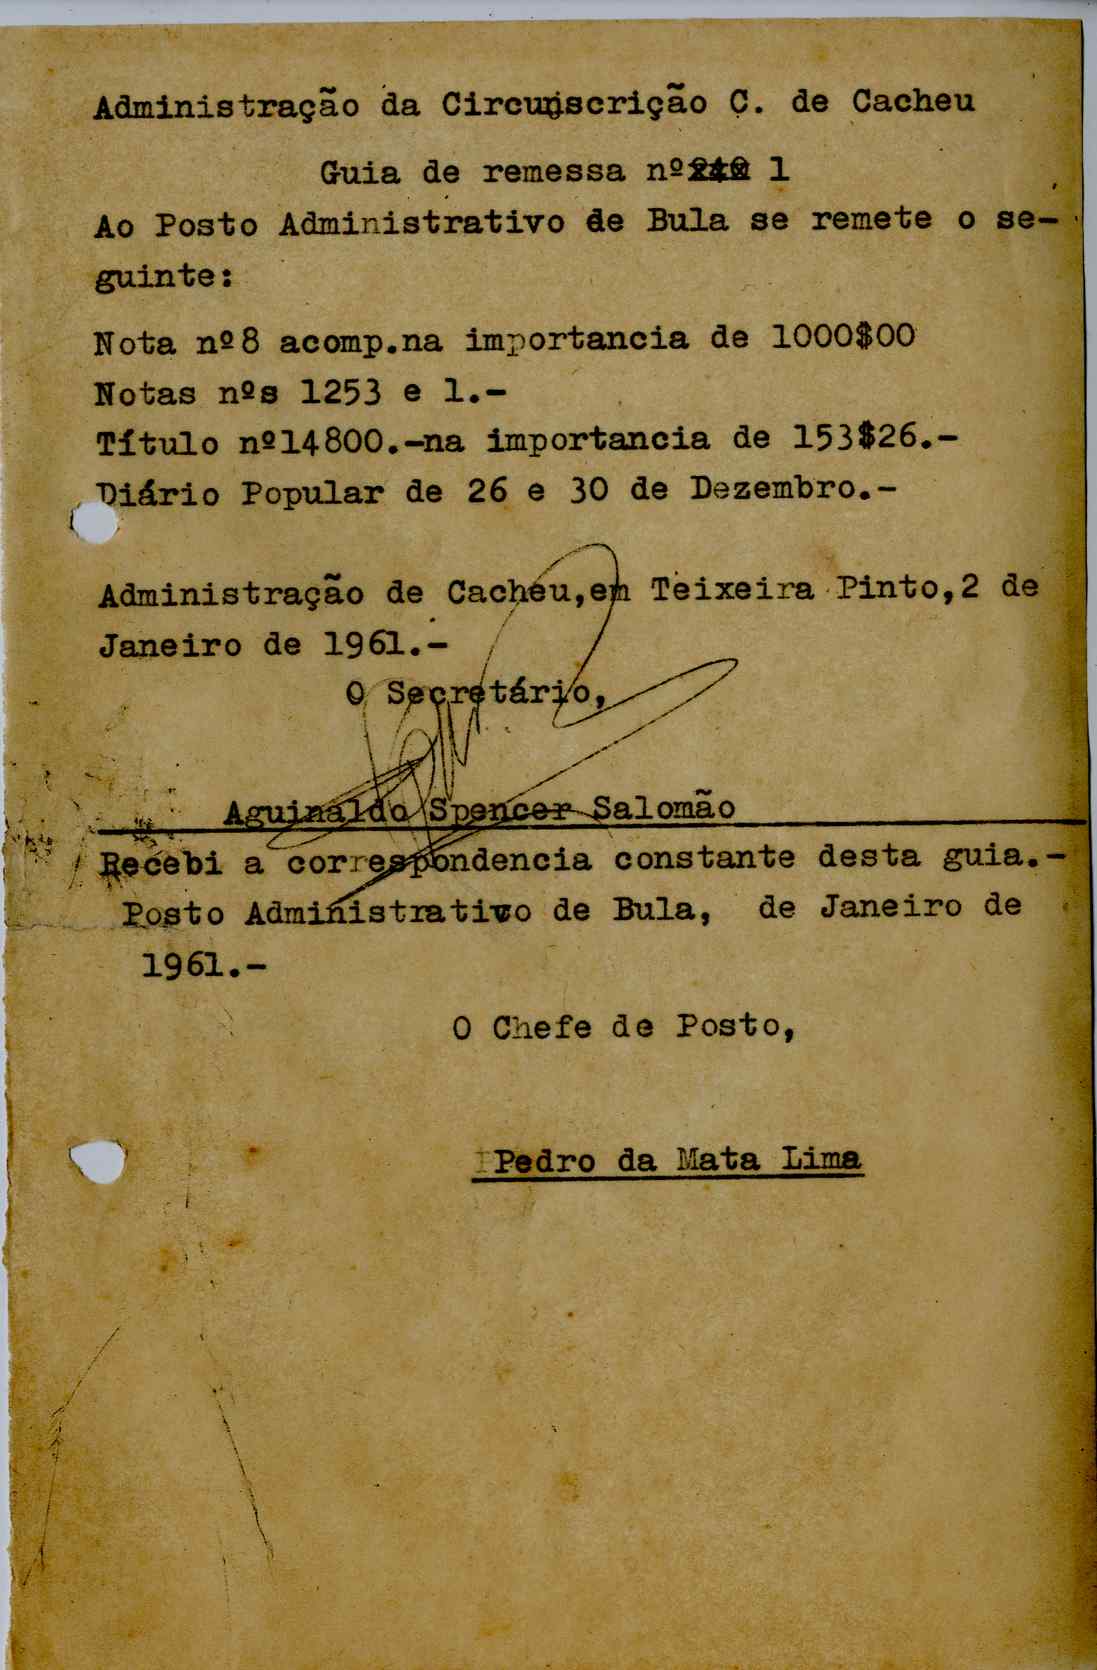 Administração da Circunscrição C. de Cacheu
Guia de remessa nº 1
Ao Posto Administrativo de Bula se remete o se-
guinte:
Nota nº8 acomp.na importancia de 1000$00
Notas nºs 1253 e 1.-
Título nº14800.-na importancia de 153$26.-
Diário Popular de 26 e 30 de Dezembro.-
Administração de Cacheu,em Teixeira Pinto,2 de
Janeiro de 1961.-
O Secretário,
Aguinaldo Spencer Salomão
Recebi a correspondencia constante desta guia.-
Posto Administrativo de Bula, de Janeiro de
1961.-
O Chefe de Posto,
Pedro da Mata Lima